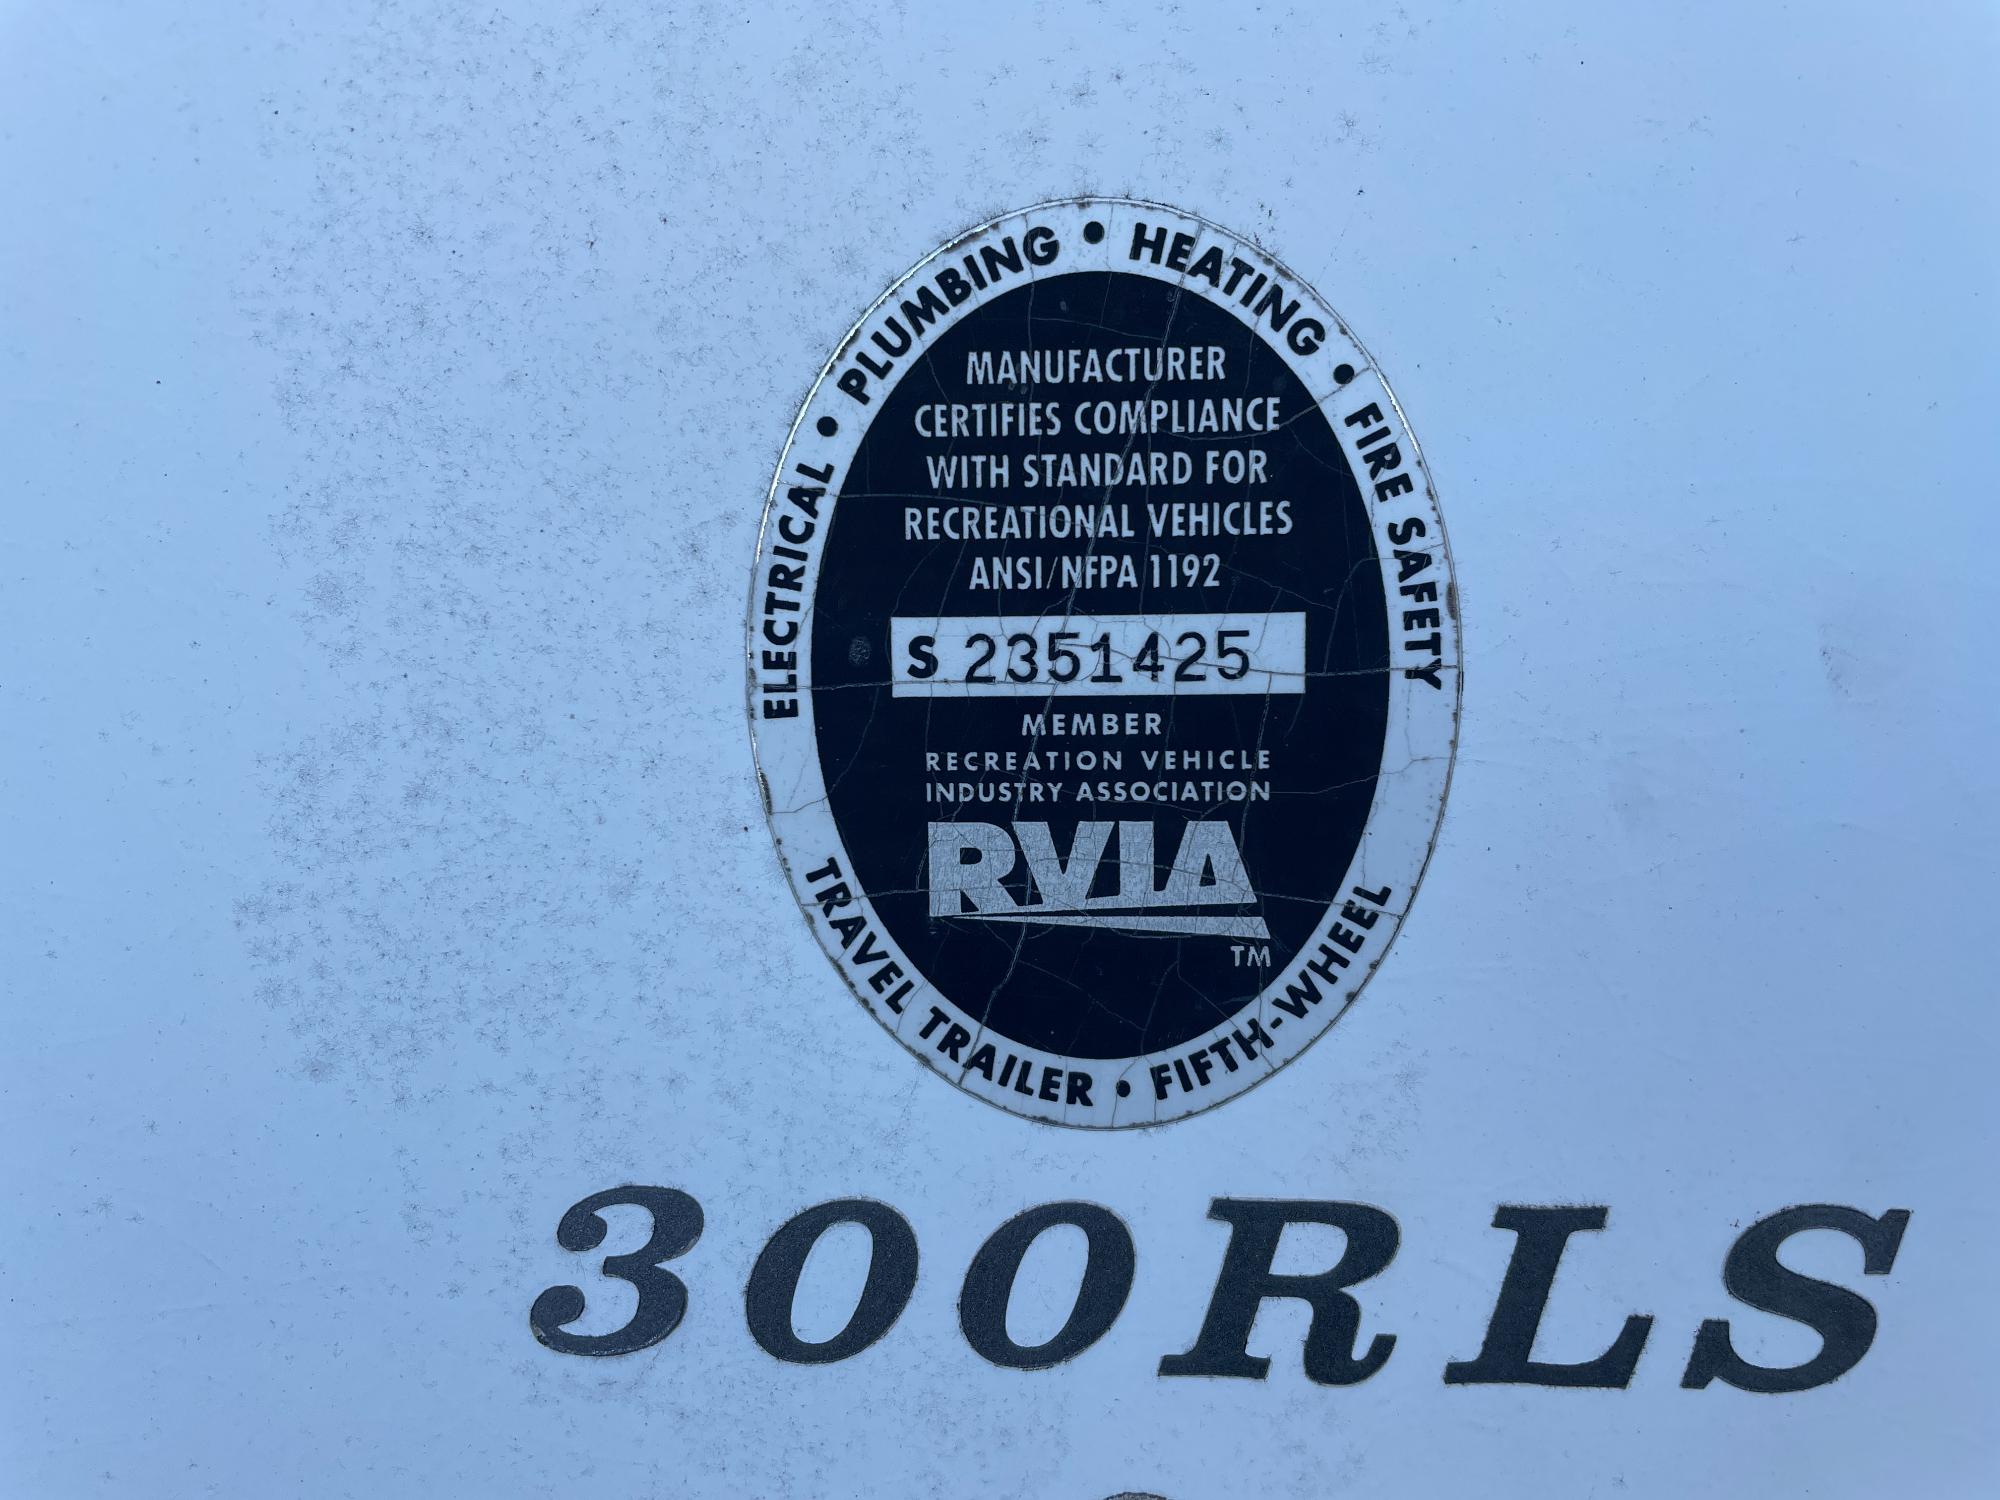 ELECTRICAL • PLUMBING • HEATING • FIRE SAFETY
MANUFACTURER
CERTIFIES COMPLIANCE
WITH STANDARD FOR
RECREATIONAL VEHICLES
ANSI/NFPA 1192
S 2351425
MEMBER
RECREATION VEHICLE
INDUSTRY ASSOCIATION
RVIA
TM
TRAVEL TRAILER • FIFTH-WHEEL
300RLS